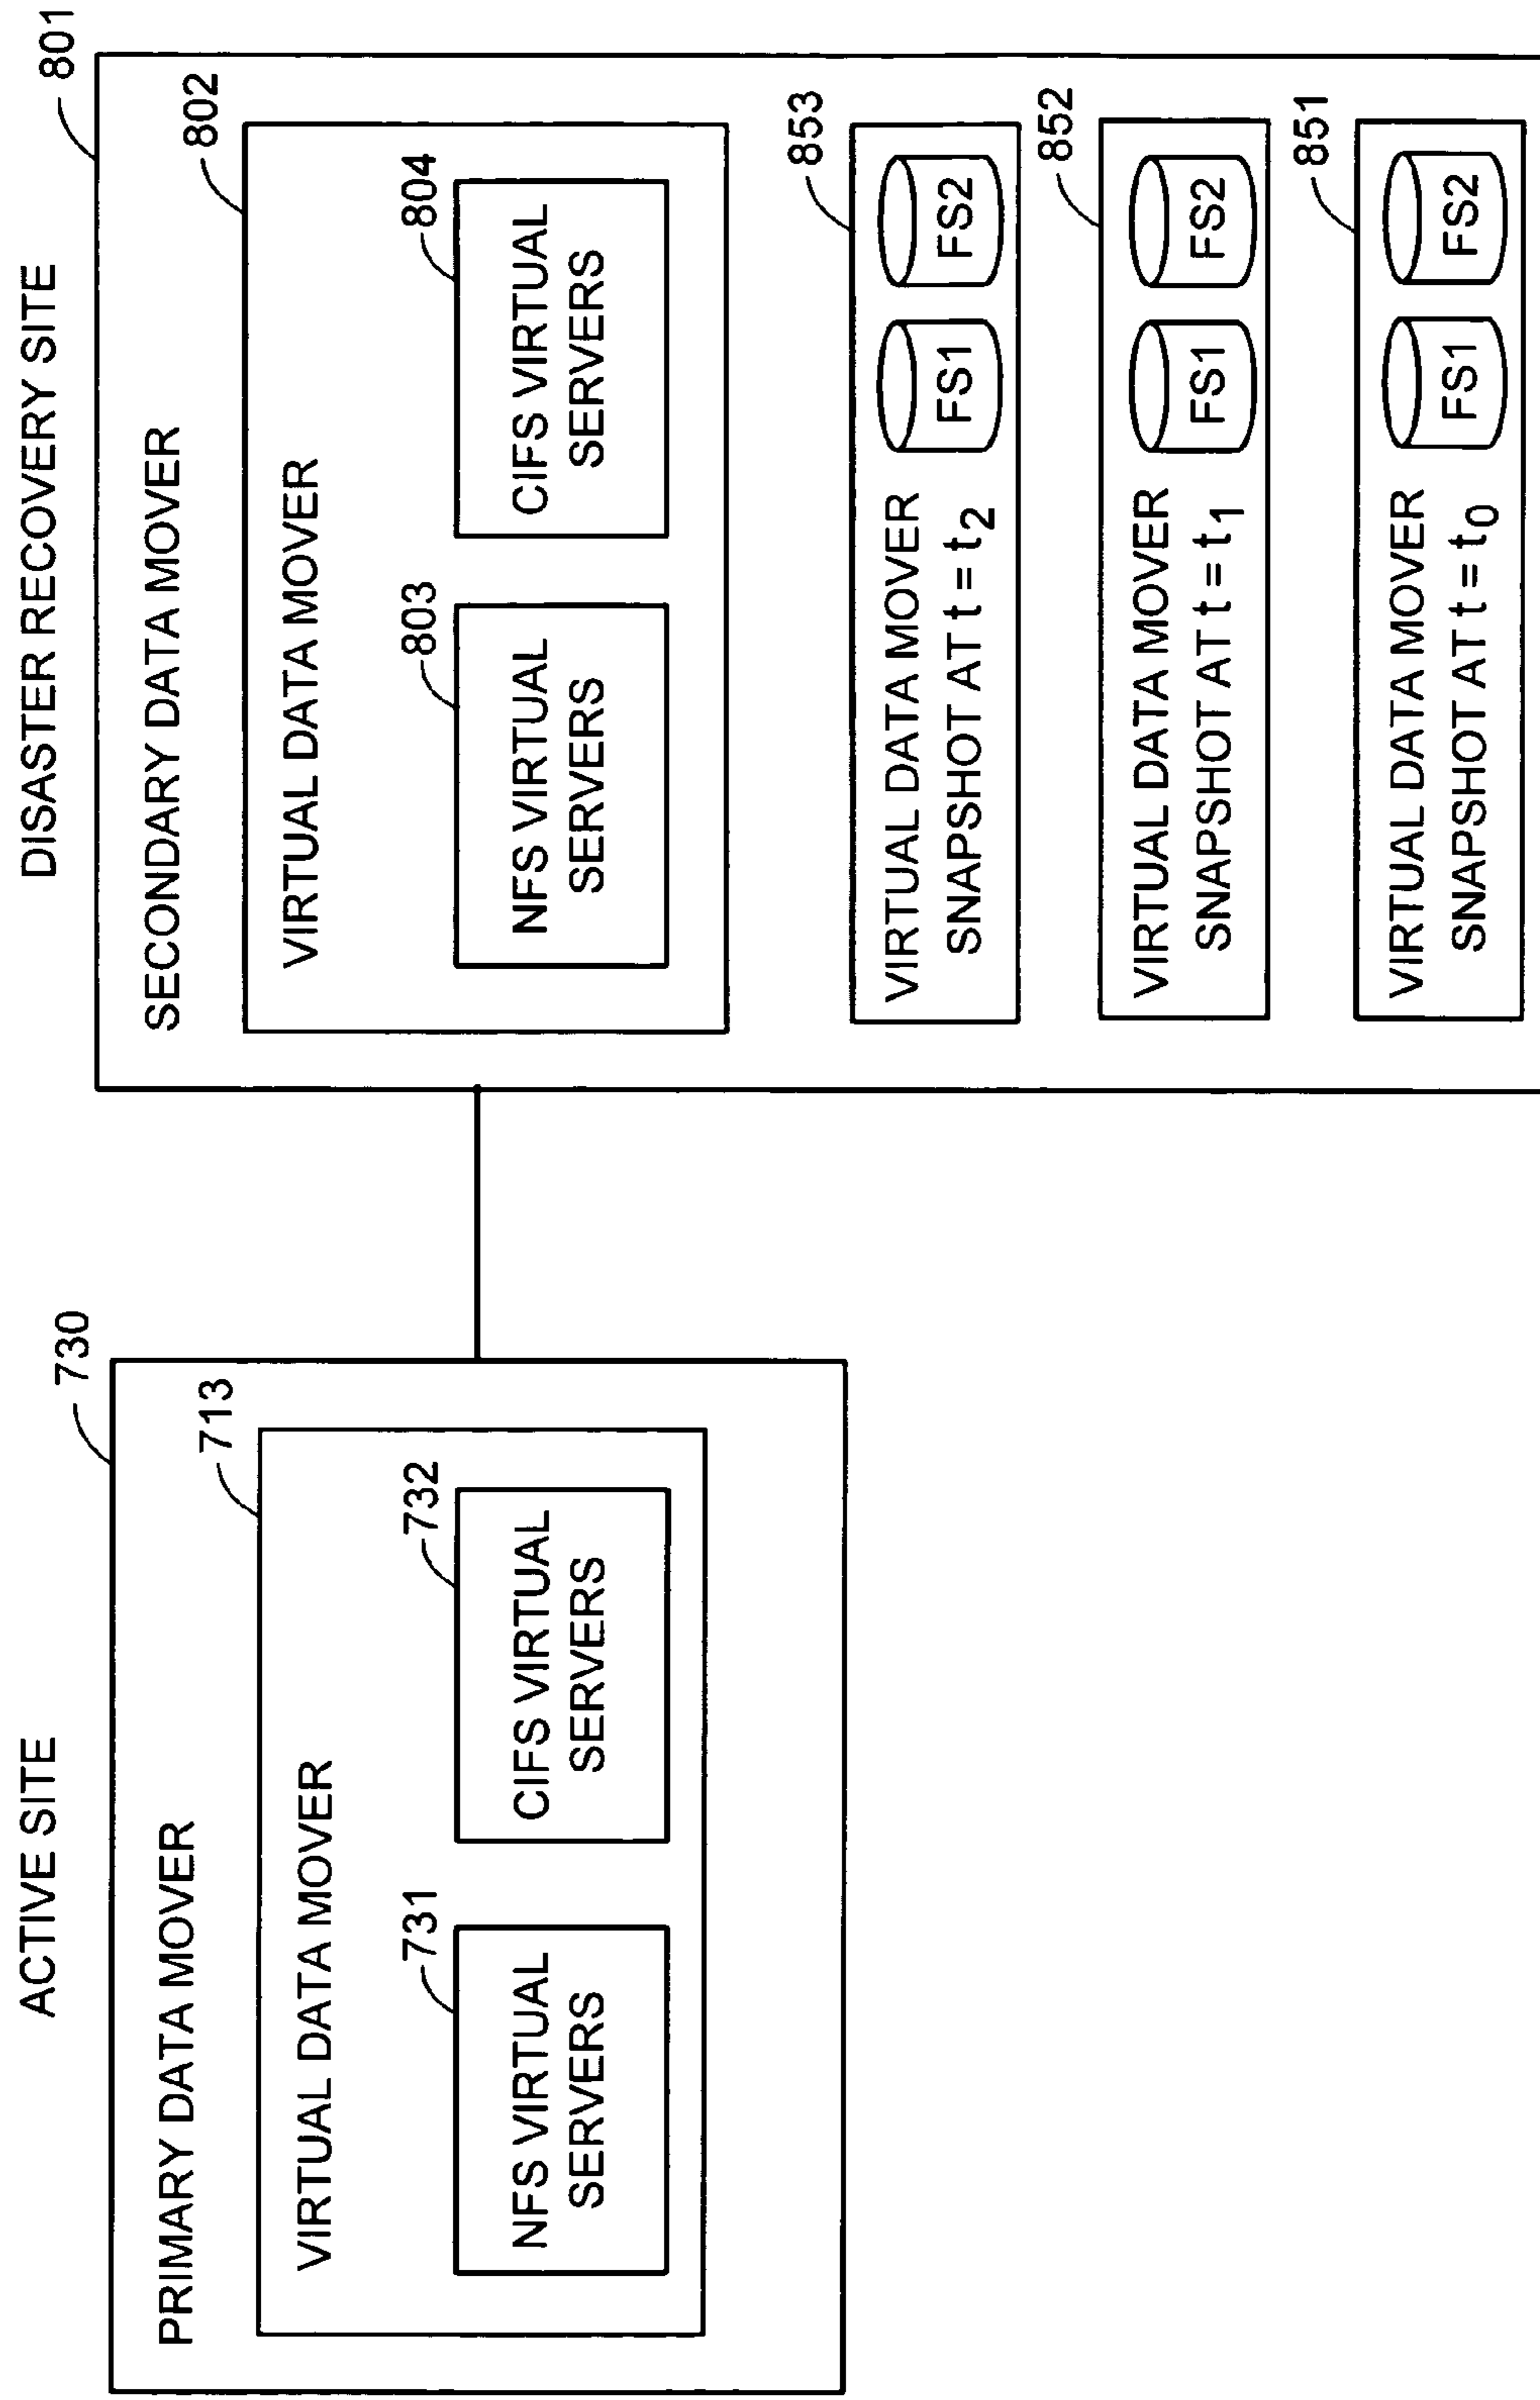 ACTIVE SITE
730
PRIMARY DATA MOVER
713
VIRTUAL DATA MOVER
731
NFS VIRTUAL
SERVERS
732
CIFS VIRTUAL
SERVERS
DISASTER RECOVERY SITE
801
SECONDARY DATA MOVER
802
VIRTUAL DATA MOVER
803
NFS VIRTUAL
SERVERS
804
CIFS VIRTUAL
SERVERS
853
VIRTUAL DATA MOVER
SNAPSHOT AT t = t2
FS1
FS2
852
VIRTUAL DATA MOVER
SNAPSHOT AT t = t1
FS1
FS2
851
VIRTUAL DATA MOVER
SNAPSHOT AT t = t0
FS1
FS2